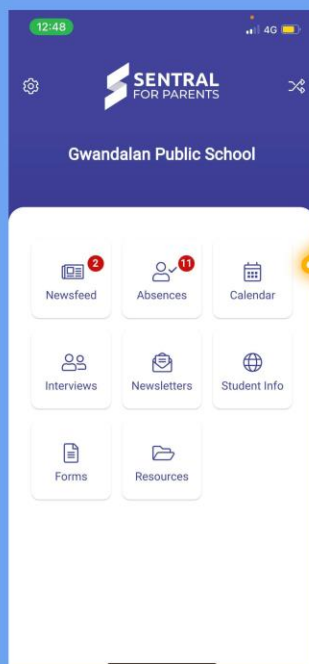 12:48
4G
SENTRAL
FOR PARENTS
Gwandalan Public School
2
11
Newsfeed
Absences
Calendar
Interviews
Newsletters
Student Info
Forms
Resources